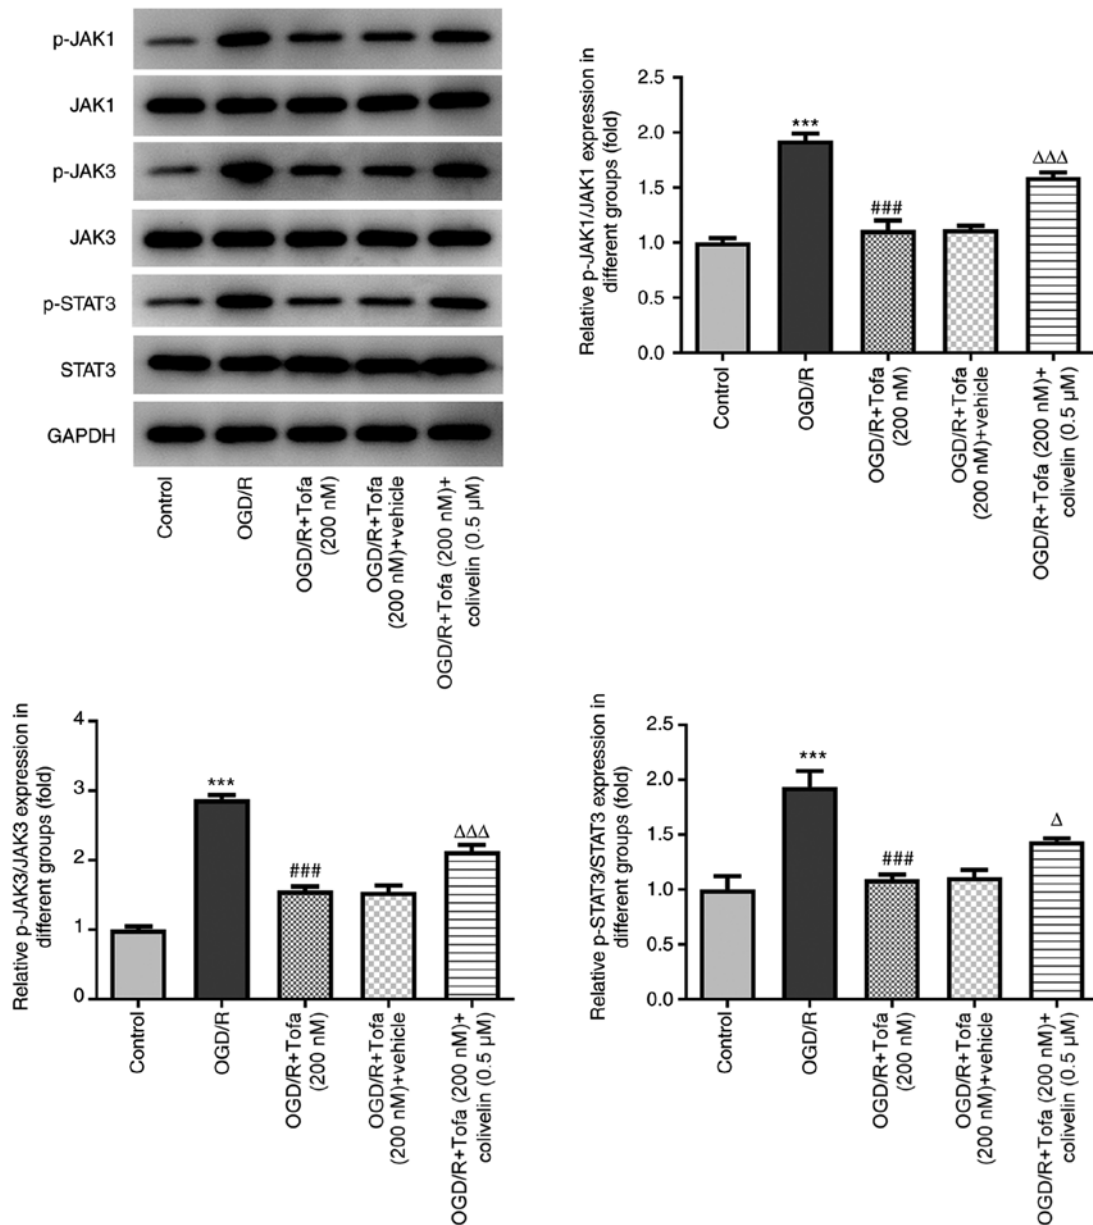 p-JAK1
JAK1
p-JAK3
JAK3
p-STAT3
STAT3
GAPDH
Control
OGD/R
OGD/R+Tofa
(200 nM)
OGD/R+Tofa
(200 nM)+vehicle
OGD/R+Tofa (200 nM)+
colivelin (0.5 µM)
Relative p-JAK1/JAK1 expression in
different groups (fold)
2.5
2.0
1.5
1.0
0.5
0.0
***
###
ΔΔΔ
Control
OGD/R
OGD/R+Tofa
(200 nM)
OGD/R+Tofa
(200 nM)+vehicle
OGD/R+Tofa (200 nM)+
colivelin (0.5 µM)
Relative p-JAK3/JAK3 expression in
different groups (fold)
4
3
2
1
0
***
###
ΔΔΔ
Control
OGD/R
OGD/R+Tofa
(200 nM)
OGD/R+Tofa
(200 nM)+vehicle
OGD/R+Tofa (200 nM)+
colivelin (0.5 µM)
Relative p-STAT3/STAT3 expression in
different groups (fold)
2.5
2.0
1.5
1.0
0.5
0.0
***
###
Δ
Control
OGD/R
OGD/R+Tofa
(200 nM)
OGD/R+Tofa
(200 nM)+vehicle
OGD/R+Tofa (200 nM)+
colivelin (0.5 µM)